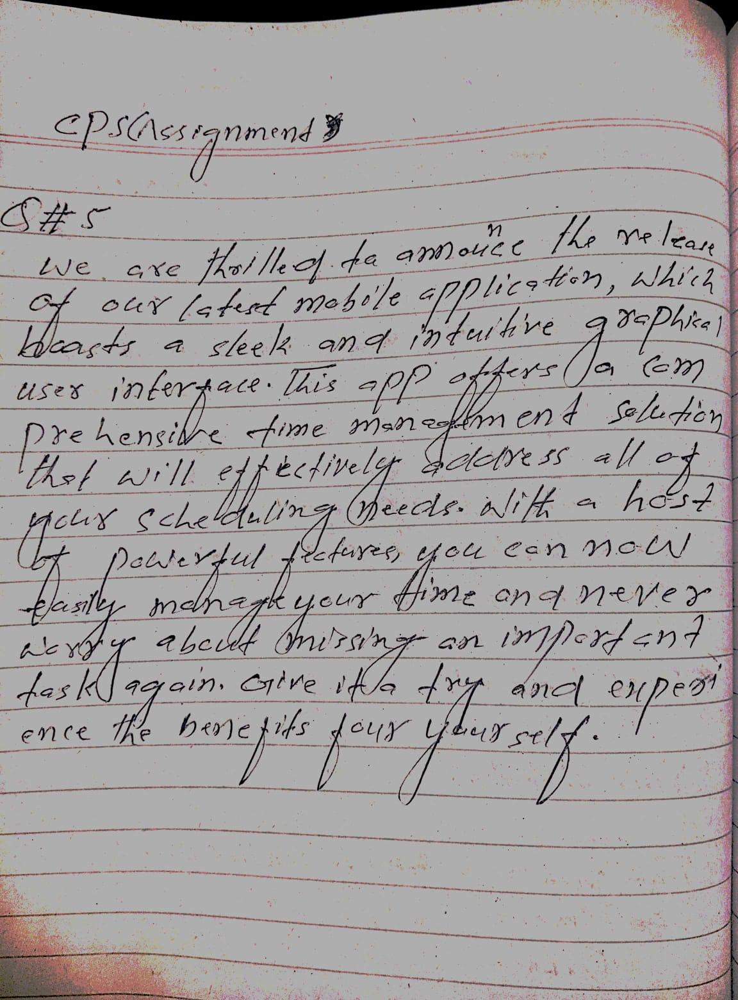 CPS(Assignment
Q#5
We are thrilled to announce the release
of our latest mobile application, which
boasts a sleek and intuitive graphical
user interface. This app offers a com
prehensive time management solution
that will effectively address all of
your scheduling needs. With a host
of powerful features, you can now
easily manage your time and never
worry about missing an important
task again. Give it a try and experi
ence the benefits four yourself.